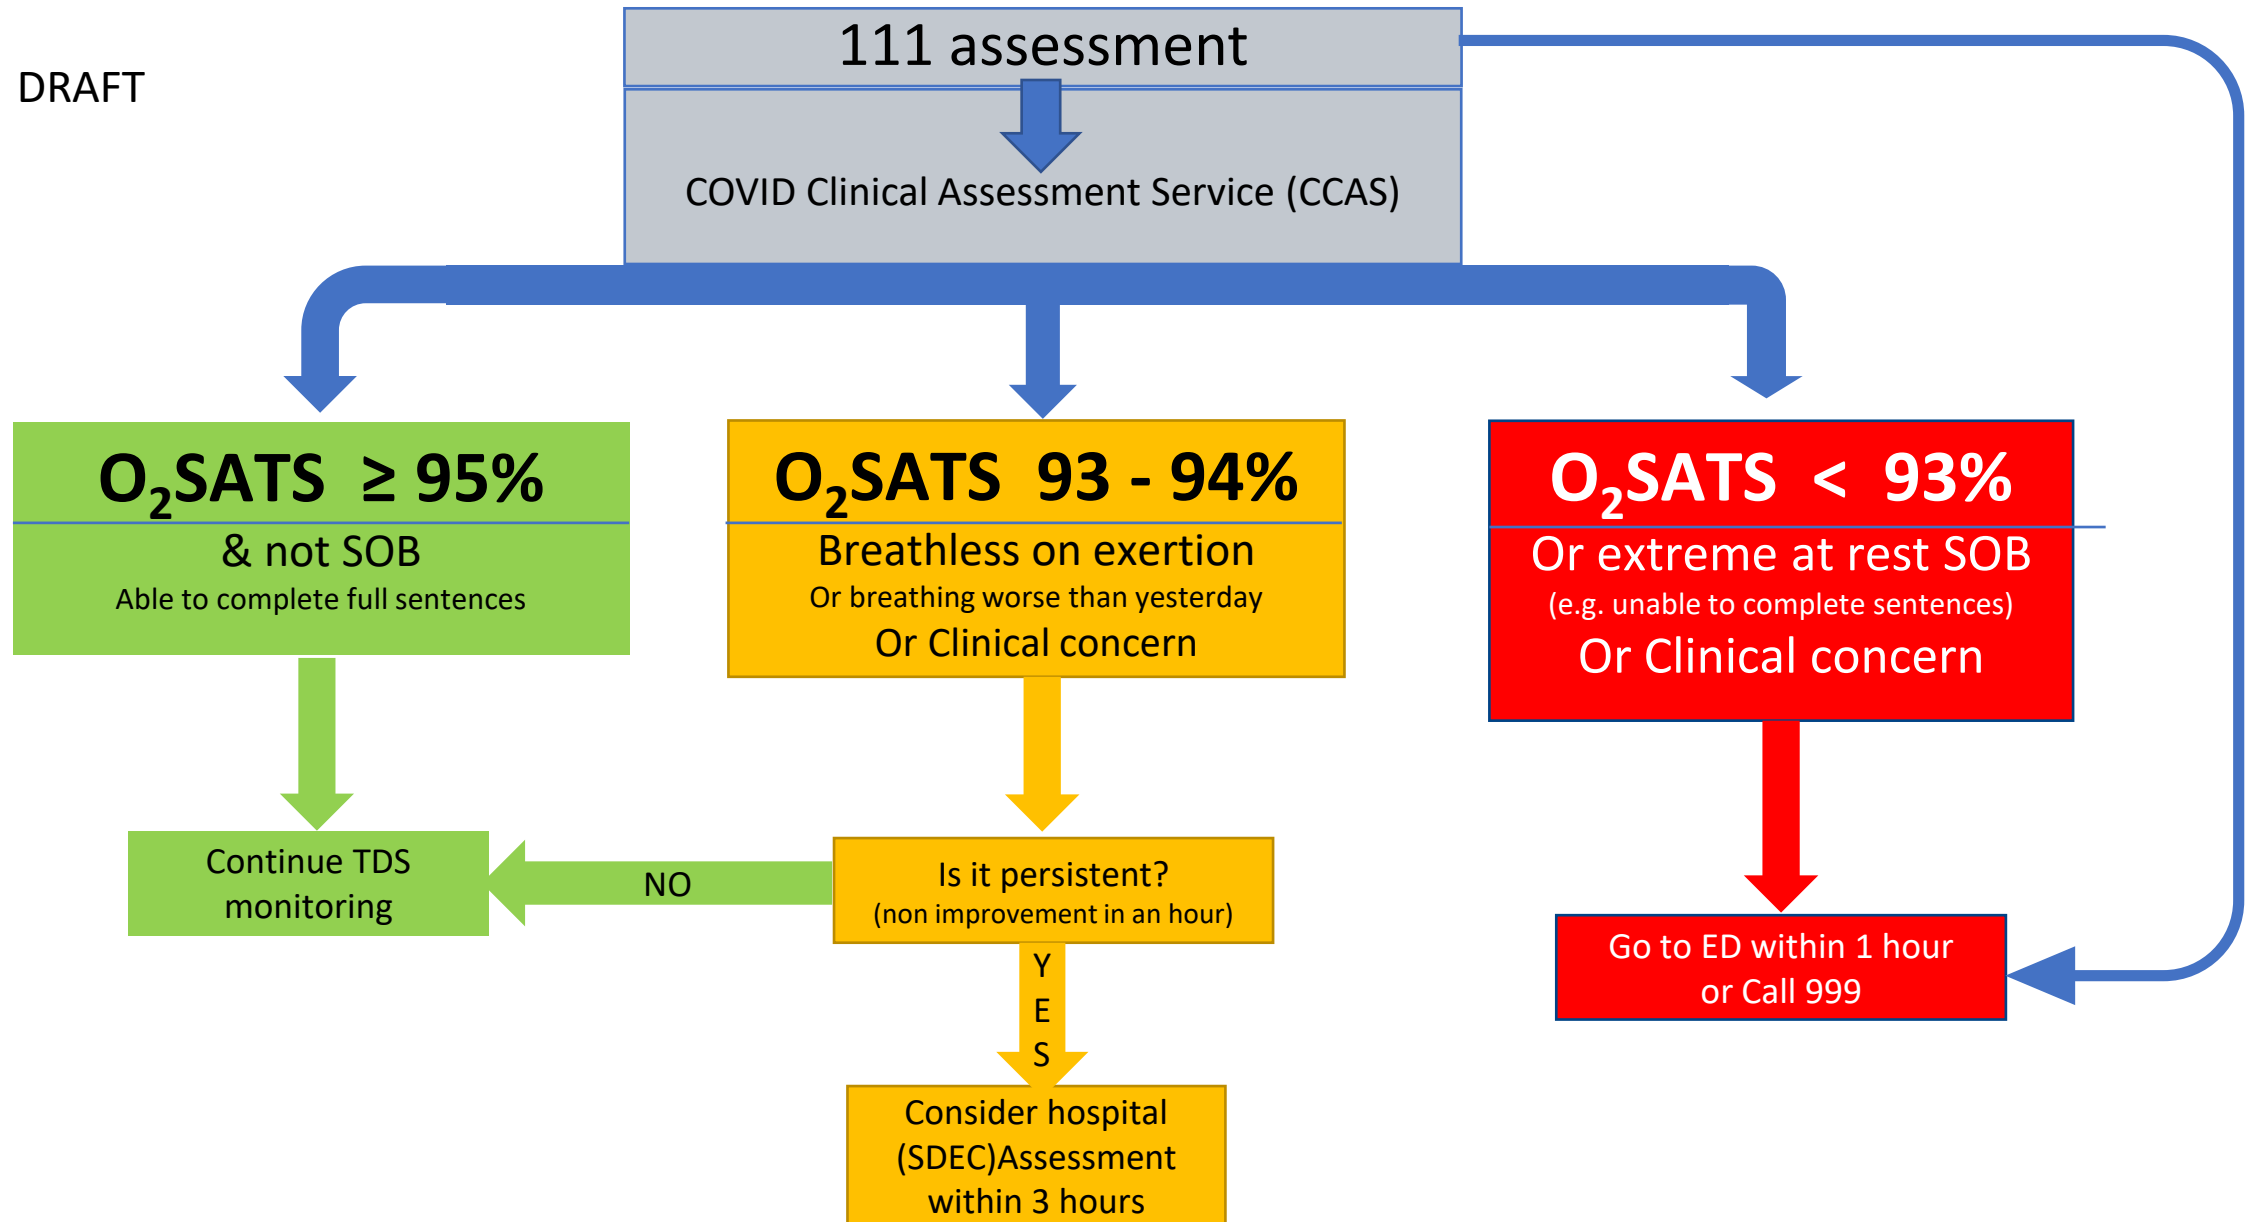 DRAFT
111 assessment
COVID Clinical Assessment Service (CCAS)
O₂SATS ≥ 95%
& not SOB
Able to complete full sentences
O₂SATS 93 - 94%
Breathless on exertion
Or breathing worse than yesterday
Or Clinical concern
O₂SATS < 93%
Or extreme at rest SOB
(e.g. unable to complete sentences)
Or Clinical concern
Continue TDS
monitoring
NO
Is it persistent?
(non improvement in an hour)
YES
Consider hospital
(SDEC)Assessment
within 3 hours
Go to ED within 1 hour
or Call 999